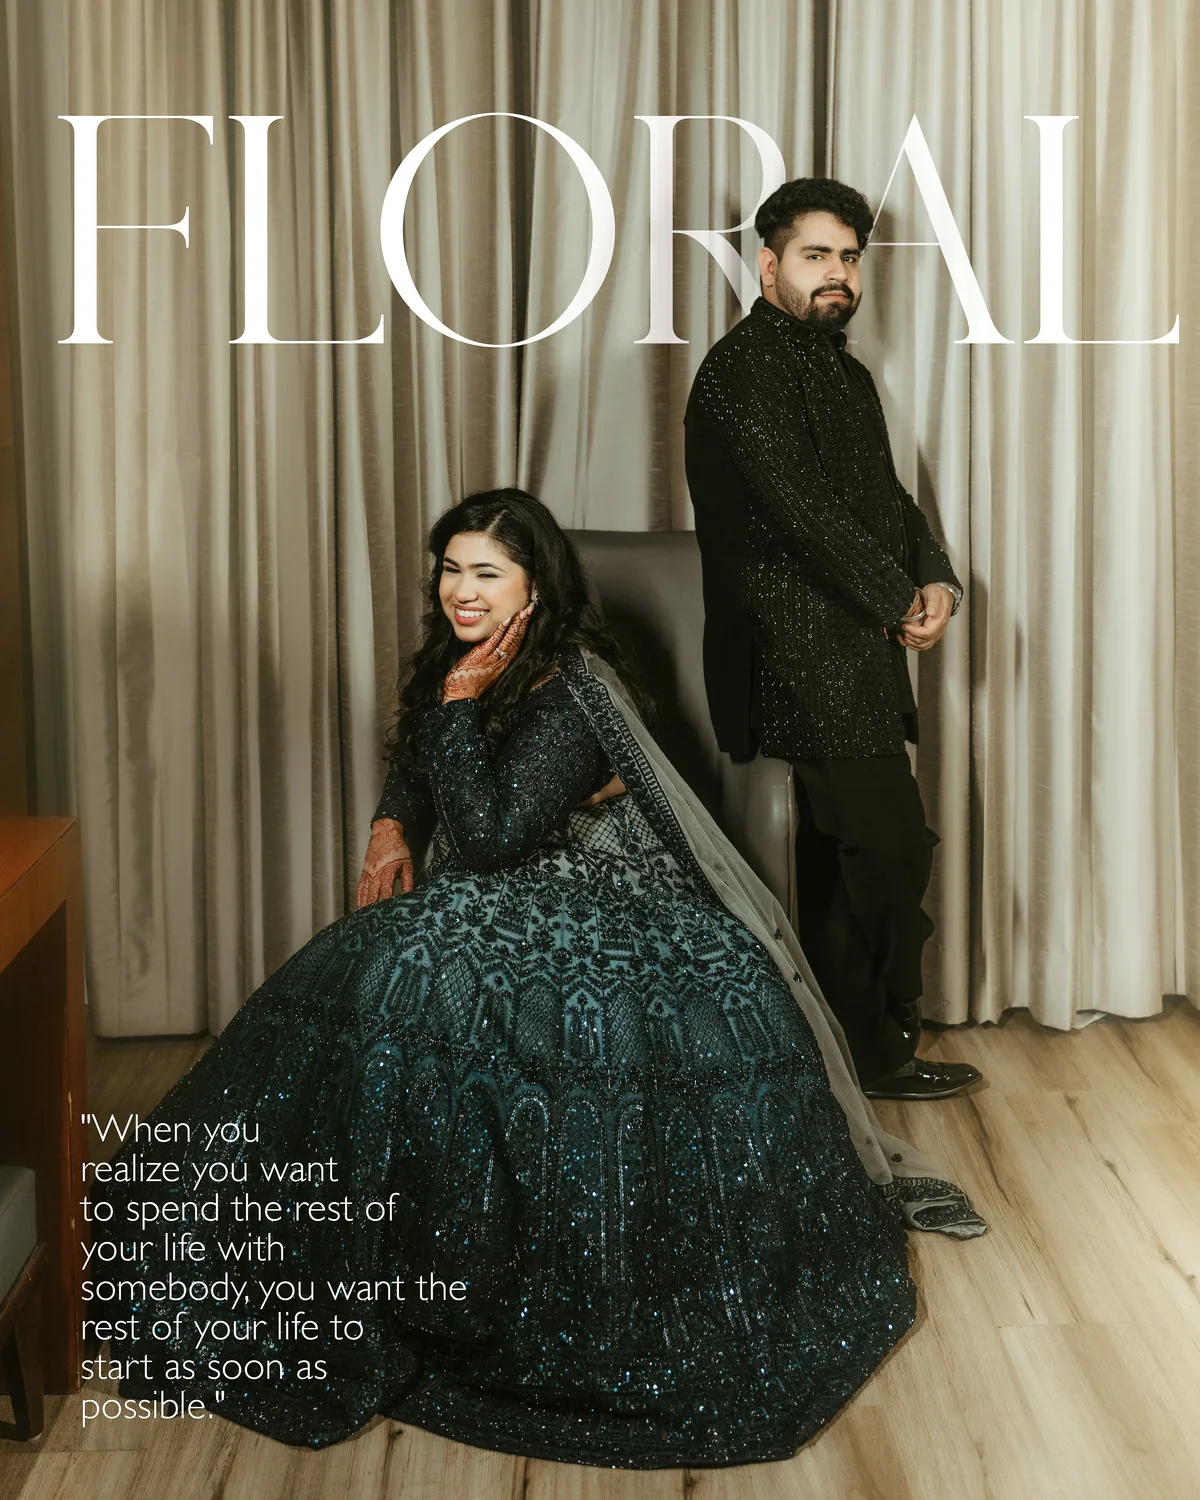 FLORAL
"When you
realize you want
to spend the rest of
your life with
somebody, you want the
rest of your life to
start as soon as
possible."